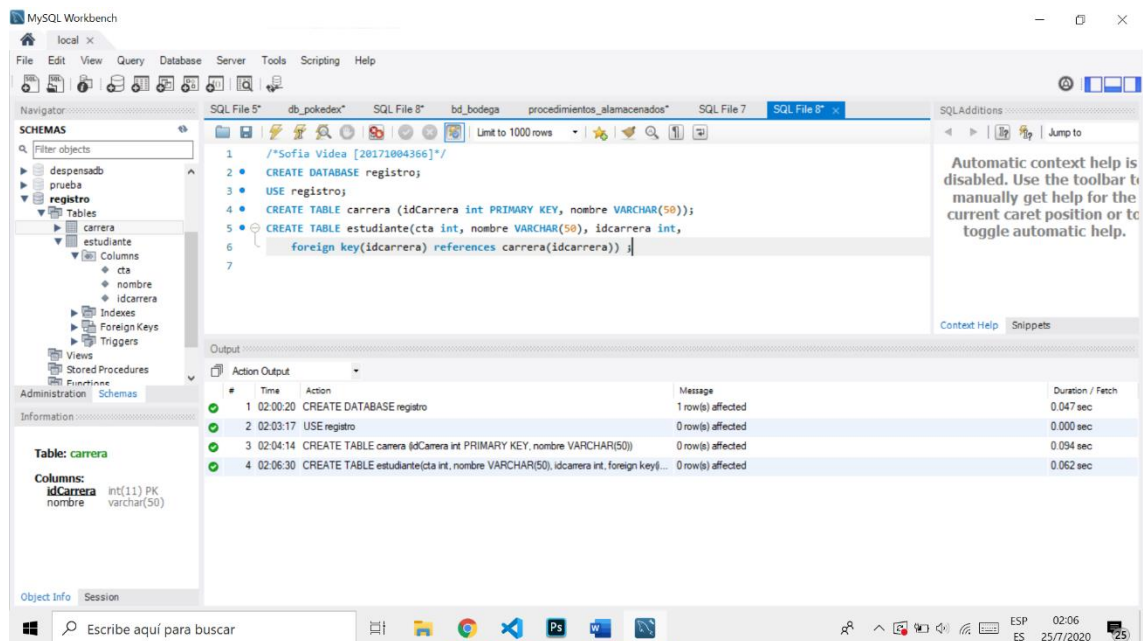 MySQL Workbench
local
File Edit View Query Database Server Tools Scripting Help
Navigator
SCHEMAS
Filter objects
despensadb
prueba
registro
Tables
carrera
estudiante
Columns
cta
nombre
idcarrera
Indexes
Foreign Keys
Triggers
Views
Stored Procedures
Functions
Administration Schemas
Information
Table: carrera
Columns:
idCarrera int(11) PK
nombre varchar(50)
Object Info Session
SQL File 5* db_pokedex* SQL File 8* bd_bodega procedimientos_alamacenados* SQL File 7 SQL File 8*
Limit to 1000 rows
1 /*Sofia Videa [20171004366]*/
2 CREATE DATABASE registro;
3 USE registro;
4 CREATE TABLE carrera (idCarrera int PRIMARY KEY, nombre VARCHAR(50));
5 CREATE TABLE estudiante(cta int, nombre VARCHAR(50), idcarrera int,
6 foreign key(idcarrera) references carrera(idcarrera)) ;
7
SQLAdditions
Jump to
Automatic context help is
disabled. Use the toolbar to
manually get help for the
current caret position or to
toggle automatic help.
Context Help Snippets
Output
Action Output
# Time Action Message Duration / Fetch
1 02:00:20 CREATE DATABASE registro 1 row(s) affected 0.047 sec
2 02:03:17 USE registro 0 row(s) affected 0.000 sec
3 02:04:14 CREATE TABLE carrera (idCarrera int PRIMARY KEY, nombre VARCHAR(50)) 0 row(s) affected 0.094 sec
4 02:06:30 CREATE TABLE estudiante(cta int, nombre VARCHAR(50), idcarrera int, foreign key(i... 0 row(s) affected 0.062 sec
Escribe aquí para buscar
ESP
ES
02:06
25/7/2020
25